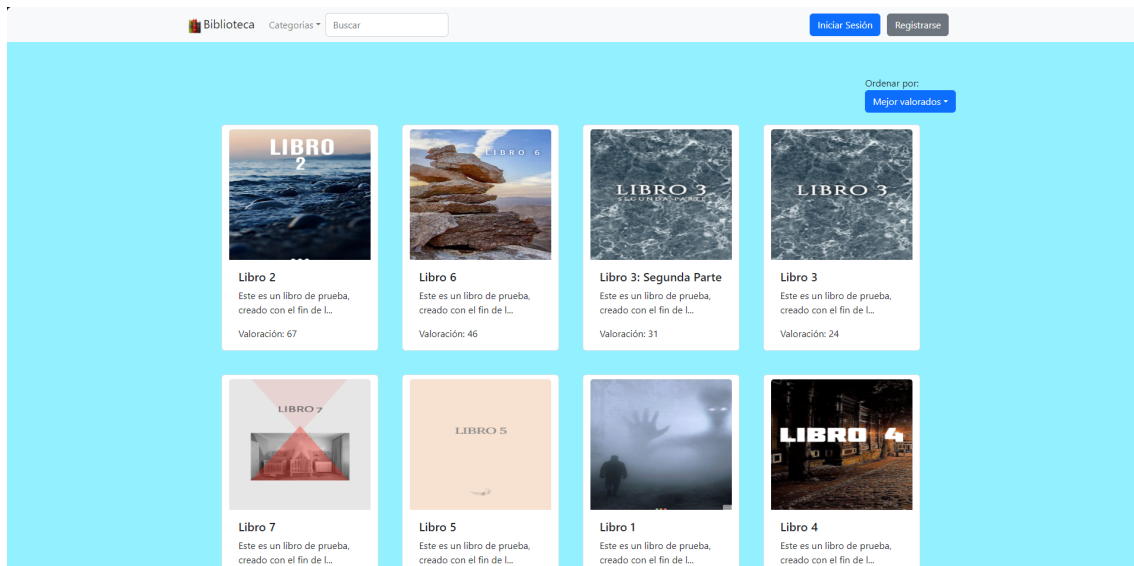 Biblioteca Categorias Buscar Iniciar Sesión Registrarse
Ordenar por:
Mejor valorados
LIBRO
2
LIBRO 6
LIBRO 3
SEGUNDA PARTE
LIBRO 3
Libro 2
Este es un libro de prueba,
creado con el fin de l...
Valoración: 67
Libro 6
Este es un libro de prueba,
creado con el fin de l...
Valoración: 46
Libro 3: Segunda Parte
Este es un libro de prueba,
creado con el fin de l...
Valoración: 31
Libro 3
Este es un libro de prueba,
creado con el fin de l...
Valoración: 24
LIBRO 7
LIBRO 5
LIBRO 4
Libro 7
Este es un libro de prueba,
creado con el fin de l...
Libro 5
Este es un libro de prueba,
creado con el fin de l...
Libro 1
Este es un libro de prueba,
creado con el fin de l...
Libro 4
Este es un libro de prueba,
creado con el fin de l...